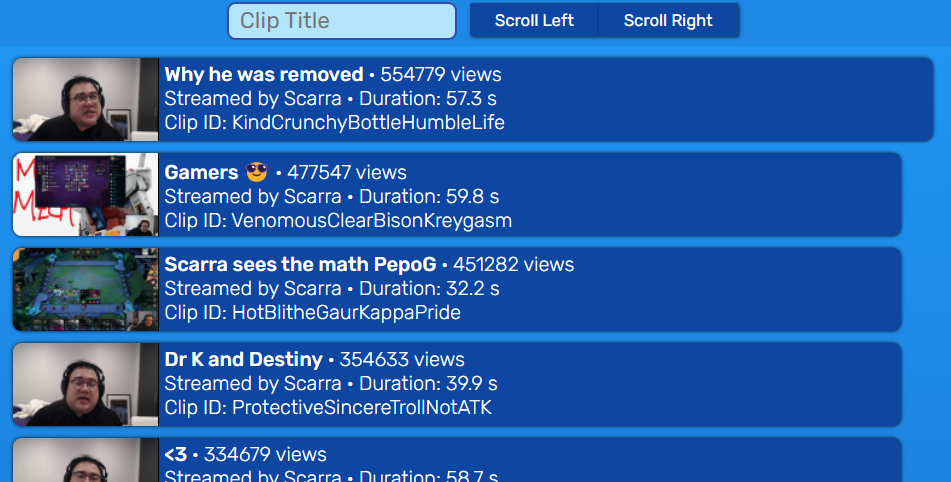 Clip Title
Scroll Left
Scroll Right
Why he was removed • 554779 views
Streamed by Scarra • Duration: 57.3 s
Clip ID: KindCrunchyBottleHumbleLife
Gamers 😎 • 477547 views
Streamed by Scarra • Duration: 59.8 s
Clip ID: VenomousClearBisonKreygasm
Scarra sees the math PepoG • 451282 views
Streamed by Scarra • Duration: 32.2 s
Clip ID: HotBlitheGaurKappaPride
Dr K and Destiny • 354633 views
Streamed by Scarra • Duration: 39.9 s
Clip ID: ProtectiveSincereTrollNotATK
<3 • 334679 views
Streamed by Scarra • Duration: 58.7 s